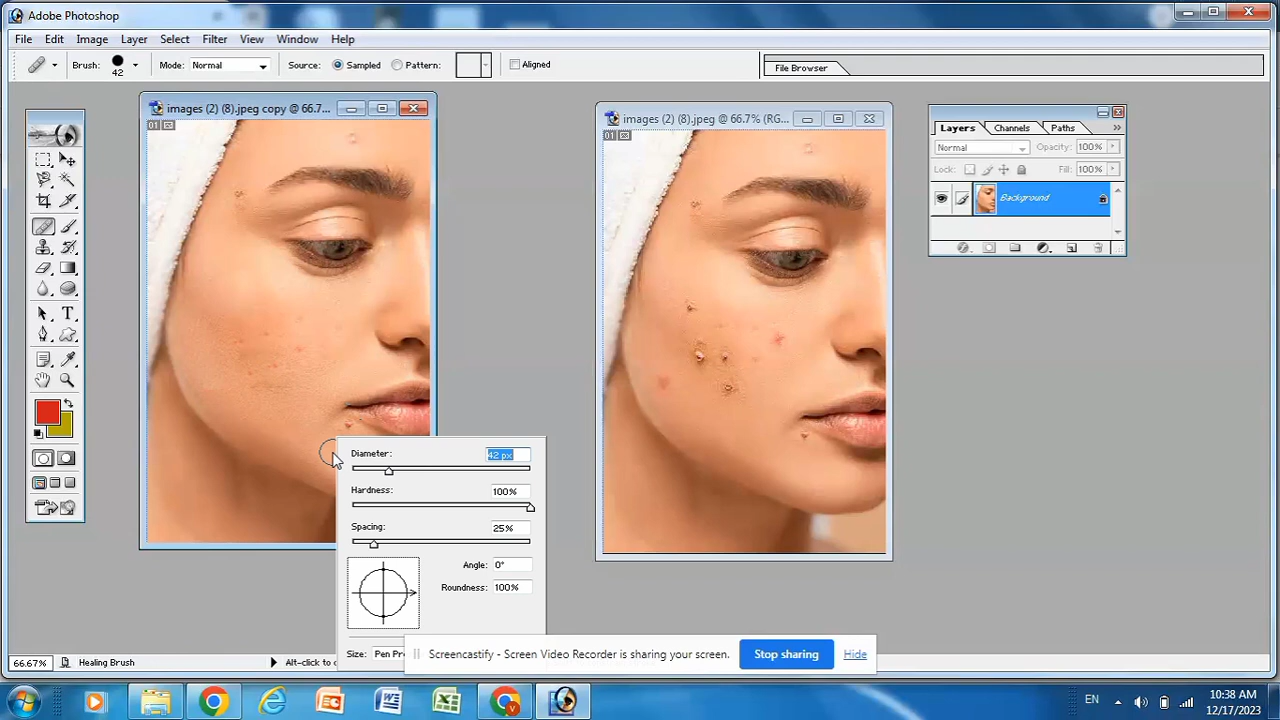 Adobe Photoshop
File Edit Image Layer Select Filter View Window Help
Brush: 42 Mode: Normal Source: Sampled Pattern: Aligned File Browser
images (2) (8).jpeg copy @ 66.7...
images (2) (8).jpeg @ 66.7% (RG...
01
01
Layers Channels Paths
Normal Opacity: 100%
Lock: Fill: 100%
Background
Diameter: 42 px
Hardness: 100%
Spacing: 25%
Angle: 0°
Roundness: 100%
Size: Pen Pre
Screencastify - Screen Video Recorder is sharing your screen. Stop sharing Hide
66.67% Healing Brush Alt-click to
EN 10:38 AM
12/17/2023